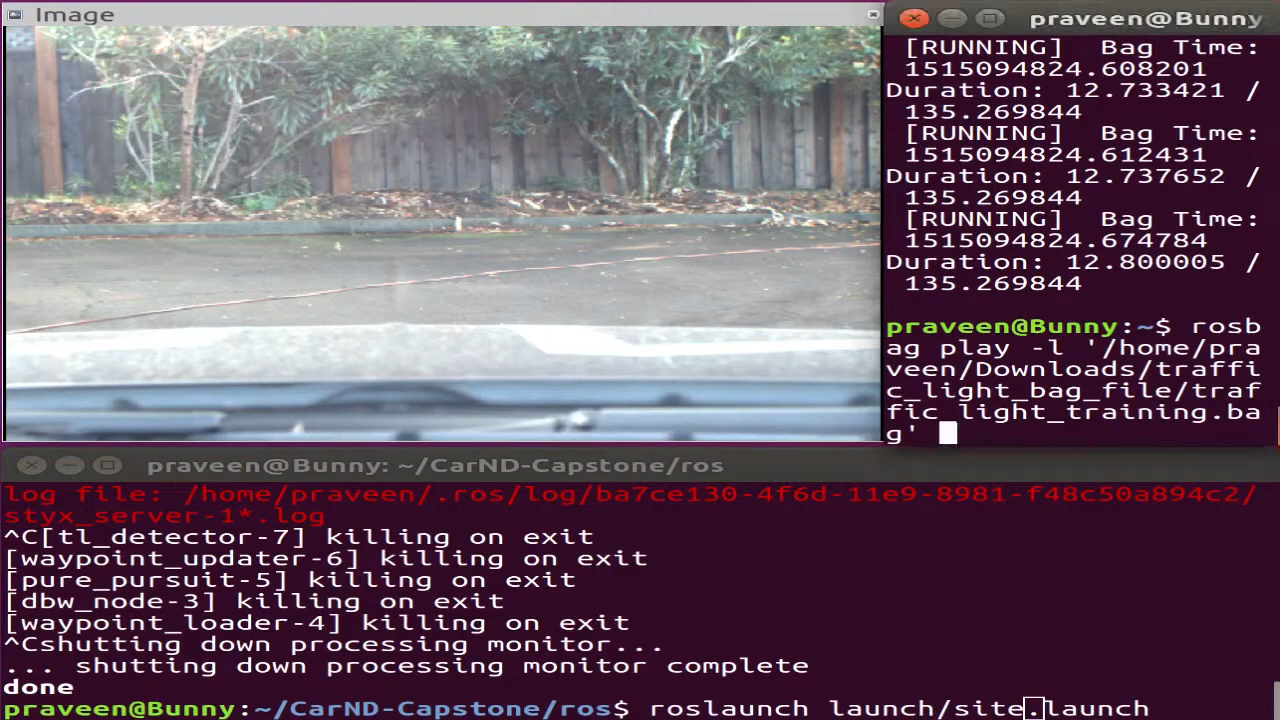 Image
praveen@Bunny
[RUNNING]  Bag Time:
1515094824.608201
Duration: 12.733421 /
135.269844
[RUNNING]  Bag Time:
1515094824.612431
Duration: 12.737652 /
135.269844
[RUNNING]  Bag Time:
1515094824.674784
Duration: 12.800005 /
135.269844
praveen@Bunny:~$ rosb
ag play -l '/home/pra
veen/Downloads/traffi
c_light_bag_file/traf
fic_light_training.ba
g'
praveen@Bunny: ~/CarND-Capstone/ros
log file: /home/praveen/.ros/log/ba7ce130-4f6d-11e9-8981-f48c50a894c2/
styx_server-1*.log
^C[tl_detector-7] killing on exit
[waypoint_updater-6] killing on exit
[pure_pursuit-5] killing on exit
[dbw_node-3] killing on exit
[waypoint_loader-4] killing on exit
^Cshutting down processing monitor...
... shutting down processing monitor complete
done
praveen@Bunny:~/CarND-Capstone/ros$ roslaunch launch/site.launch